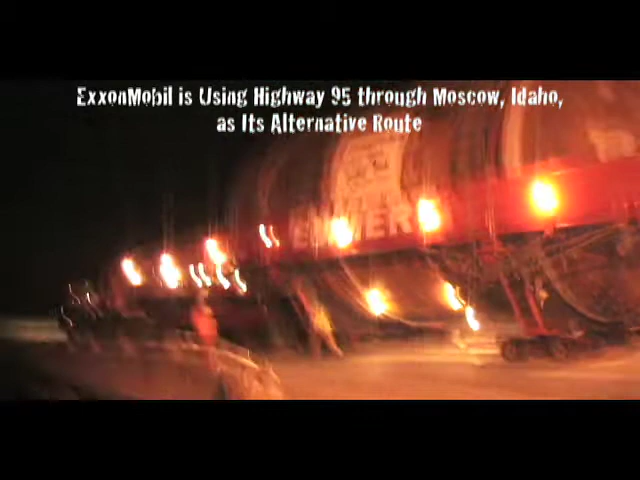 ExxonMobil is Using Highway 95 through Moscow, Idaho,
as Its Alternative Route